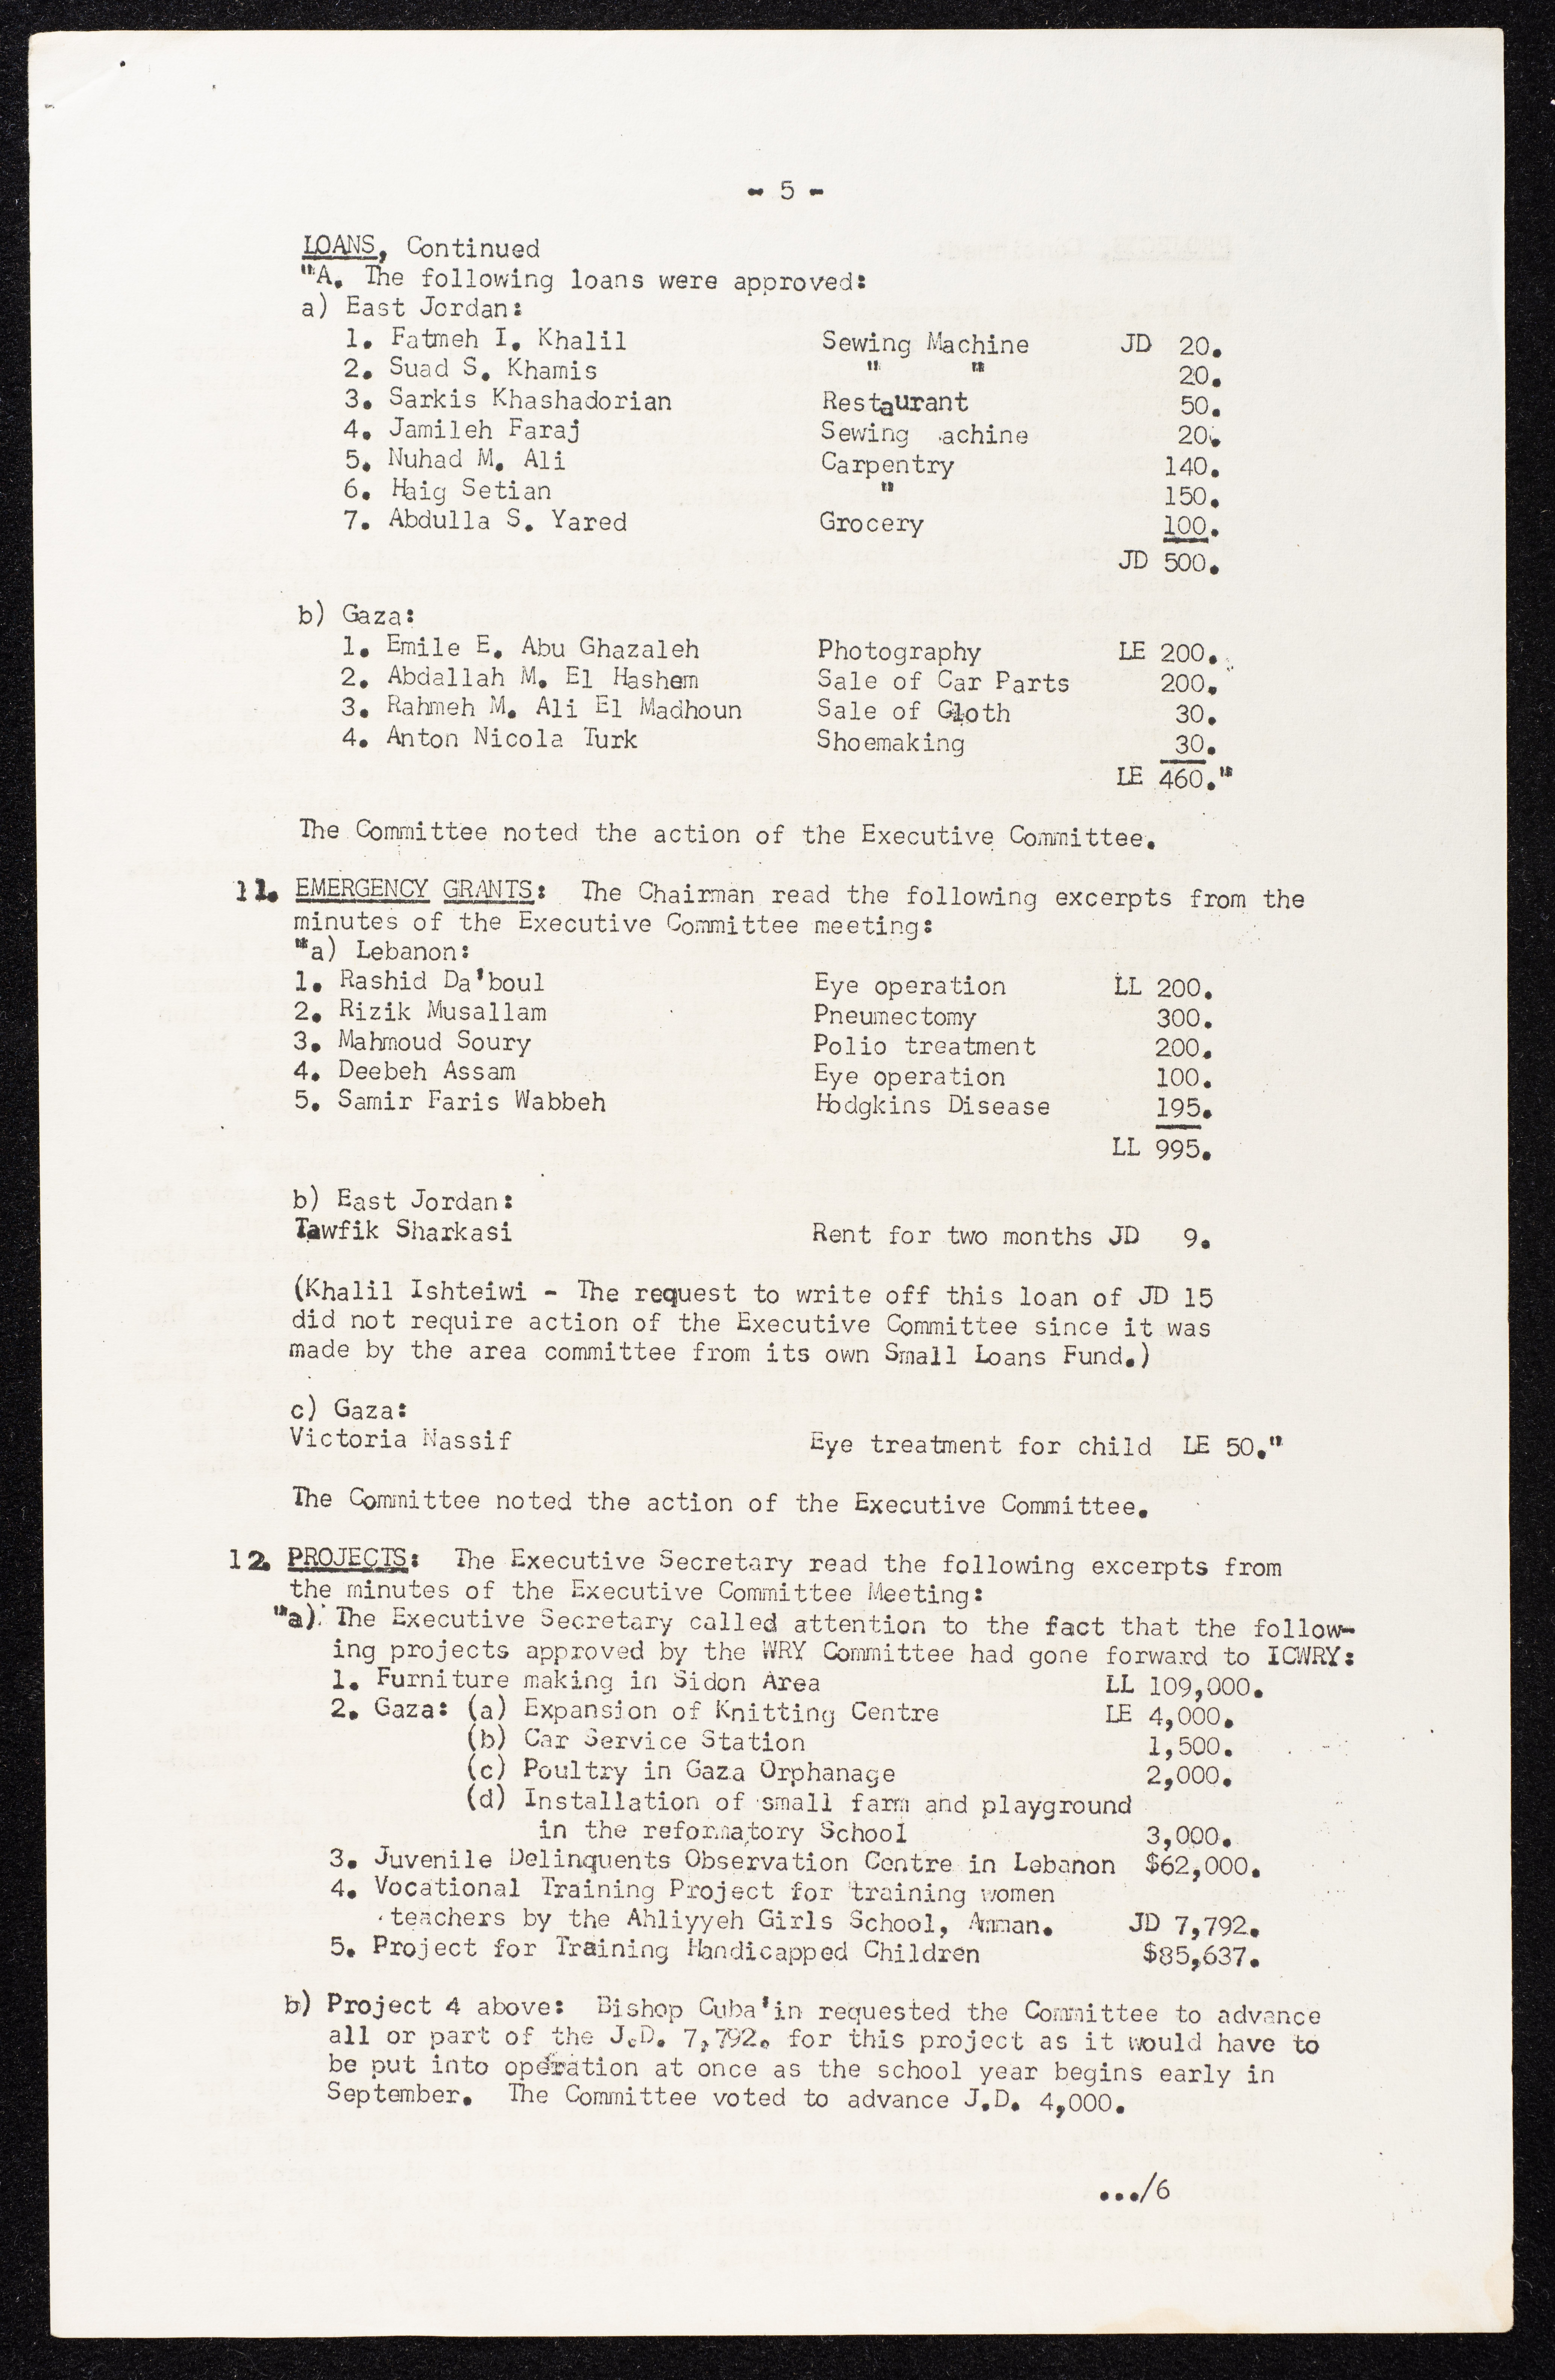 - 5 -
LOANS, Continued
"A. The following loans were approved:
a) East Jordan:
1. Fatmeh I. Khalil Sewing Machine JD 20.
2. Suad S. Khamis " " 20.
3. Sarkis Khashadorian Restaurant 50.
4. Jamileh Faraj Sewing achine 20.
5. Nuhad M. Ali Carpentry 140.
6. Haig Setian " 150.
7. Abdulla S. Yared Grocery 100.
JD 500.
b) Gaza:
1. Emile E. Abu Ghazaleh Photography LE 200.
2. Abdallah M. El Hashem Sale of Car Parts 200.
3. Rahmeh M. Ali El Madhoun Sale of Cloth 30.
4. Anton Nicola Turk Shoemaking 30.
LE 460."
The Committee noted the action of the Executive Committee.
11. EMERGENCY GRANTS: The Chairman read the following excerpts from the
minutes of the Executive Committee meeting:
"a) Lebanon:
1. Rashid Da'boul Eye operation LL 200.
2. Rizik Musallam Pneumectomy 300.
3. Mahmoud Soury Polio treatment 200.
4. Deebeh Assam Eye operation 100.
5. Samir Faris Wabbeh Hodgkins Disease 195.
LL 995.
b) East Jordan:
Tawfik Sharkasi Rent for two months JD 9.
(Khalil Ishteiwi - The request to write off this loan of JD 15
did not require action of the Executive Committee since it was
made by the area committee from its own Small Loans Fund.)
c) Gaza:
Victoria Nassif Eye treatment for child LE 50."
The Committee noted the action of the Executive Committee.
12. PROJECTS: The Executive Secretary read the following excerpts from
the minutes of the Executive Committee Meeting:
"a) The Executive Secretary called attention to the fact that the follow-
ing projects approved by the WRY Committee had gone forward to ICWRY:
1. Furniture making in Sidon Area LL 109,000.
2. Gaza: (a) Expansion of Knitting Centre LE 4,000.
(b) Car Service Station 1,500.
(c) Poultry in Gaza Orphanage 2,000.
(d) Installation of small farm and playground
in the reformatory School 3,000.
3. Juvenile Delinquents Observation Centre in Lebanon $62,000.
4. Vocational Training Project for training women
teachers by the Ahliyyeh Girls School, Amman. JD 7,792.
5. Project for Training Handicapped Children $85,637.
b) Project 4 above: Bishop Cuba'in requested the Committee to advance
all or part of the J.D. 7,792. for this project as it would have to
be put into operation at once as the school year begins early in
September. The Committee voted to advance J.D. 4,000.
.../6